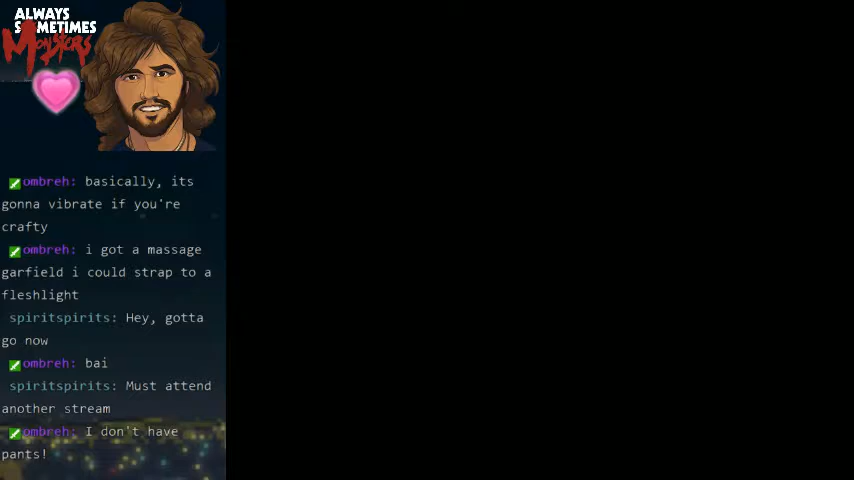 ALWAYS
SOMETIMES
MONSTERS
ombreh: basically, its
gonna vibrate if you're
crafty
ombreh: i got a massage
garfield i could strap to a
fleshlight
spiritspirits: Hey, gotta
go now
ombreh: bai
spiritspirits: Must attend
another stream
ombreh: I don't have
pants!